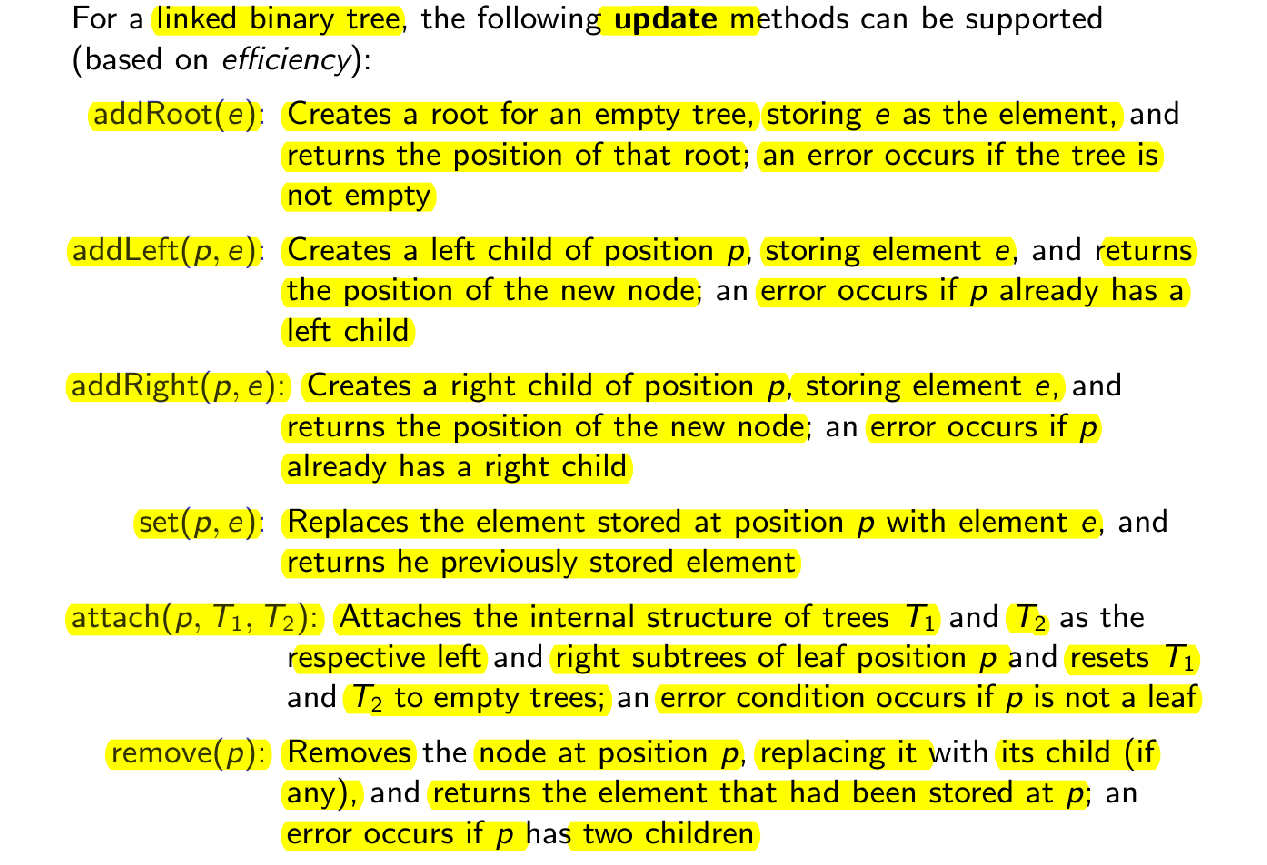 For a linked binary tree, the following update methods can be supported
(based on efficiency):
addRoot(e): Creates a root for an empty tree, storing e as the element, and
returns the position of that root; an error occurs if the tree is
not empty
addLeft(p, e): Creates a left child of position p, storing element e, and returns
the position of the new node; an error occurs if p already has a
left child
addRight(p, e): Creates a right child of position p, storing element e, and
returns the position of the new node; an error occurs if p
already has a right child
set(p, e): Replaces the element stored at position p with element e, and
returns he previously stored element
attach(p, T₁, T₂): Attaches the internal structure of trees T₁ and T₂ as the
respective left and right subtrees of leaf position p and resets T₁
and T₂ to empty trees; an error condition occurs if p is not a leaf
remove(p): Removes the node at position p, replacing it with its child (if
any), and returns the element that had been stored at p; an
error occurs if p has two children